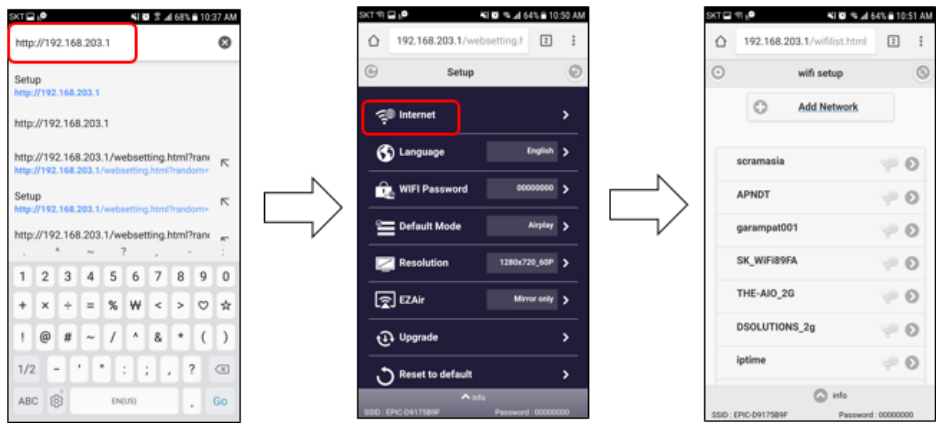 SKT 68% 10:37 AM
http://192.168.203.1
Setup
http://192.168.203.1
http://192.168.203.1
http://192.168.203.1/websetting.html?rand
http://192.168.203.1/websetting.html?random=
Setup
http://192.168.203.1/websetting.html?random=
http://192.168.203.1/websetting.html?rand
. ^ ~ ? , - :
1 2 3 4 5 6 7 8 9 0
+ × ÷ = % ₩ < > ♡ ☆
! @ # ~ / ^ & * ( )
1/2 - ' " : ; , ?
ABC EN(US) . Go
SKT 64% 10:50 AM
192.168.203.1/websetting.h 2
Setup
Internet
Language English
WIFI Password 00000000
Default Mode Airplay
Resolution 1280x720_60P
EZAir Mirror only
Upgrade
Reset to default
info
SSID : EPIC-D9175B9F Password : 00000000
SKT 64% 10:51 AM
192.168.203.1/wifilist.html 2
wifi setup
Add Network
scramasia
APNDT
garampat001
SK_WiFi89FA
THE-AIO_2G
DSOLUTIONS_2g
iptime
info
SSID : EPIC-D9175B9F Password : 00000000